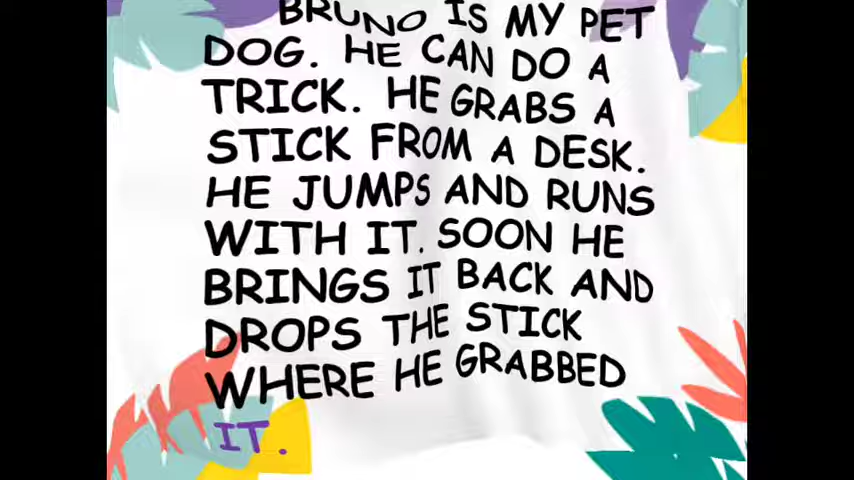 BRUNO IS MY PET
DOG. HE CAN DO A
TRICK. HE GRABS A
STICK FROM A DESK.
HE JUMPS AND RUNS
WITH IT. SOON HE
BRINGS IT BACK AND
DROPS THE STICK
WHERE HE GRABBED
IT.